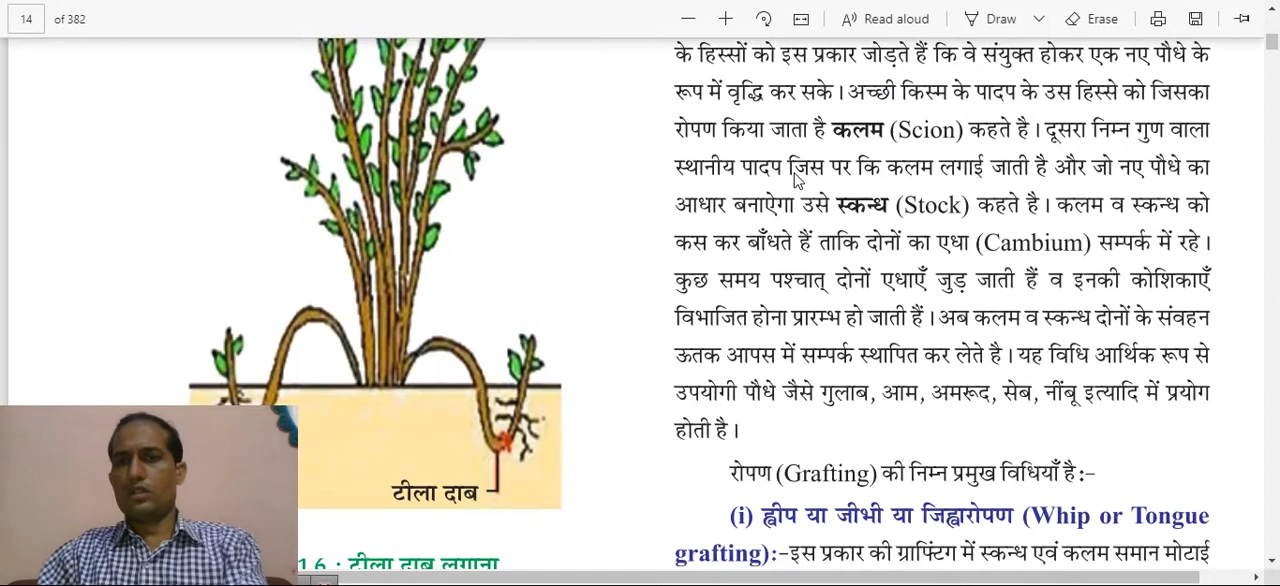 14 of 382
Read aloud
Draw
Erase
के हिस्सों को इस प्रकार जोड़ते हैं कि वे संयुक्त होकर एक नए पौधे के
रूप में वृद्धि कर सके। अच्छी किस्म के पादप के उस हिस्से को जिसका
रोपण किया जाता है कलम (Scion) कहते है। दूसरा निम्न गुण वाला
स्थानीय पादप जिस पर कि कलम लगाई जाती है और जो नए पौधे का
आधार बनाऐगा उसे स्कन्ध (Stock) कहते है। कलम व स्कन्ध को
कस कर बाँधते हैं ताकि दोनों का एधा (Cambium) सम्पर्क में रहे।
कुछ समय पश्चात् दोनों एधाएँ जुड़ जाती हैं व इनकी कोशिकाएँ
विभाजित होना प्रारम्भ हो जाती हैं। अब कलम व स्कन्ध दोनों के संवहन
ऊतक आपस में सम्पर्क स्थापित कर लेते है। यह विधि आर्थिक रूप से
उपयोगी पौधे जैसे गुलाब, आम, अमरूद, सेब, नींबू इत्यादि में प्रयोग
होती है।
रोपण (Grafting) की निम्न प्रमुख विधियाँ है:-
(i) ह्वीप या जीभी या जिह्वारोपण (Whip or Tongue
grafting):-इस प्रकार की ग्राफ्टिंग में स्कन्ध एवं कलम समान मोटाई
टीला दाब
1.6 : टीला दाब लगाना